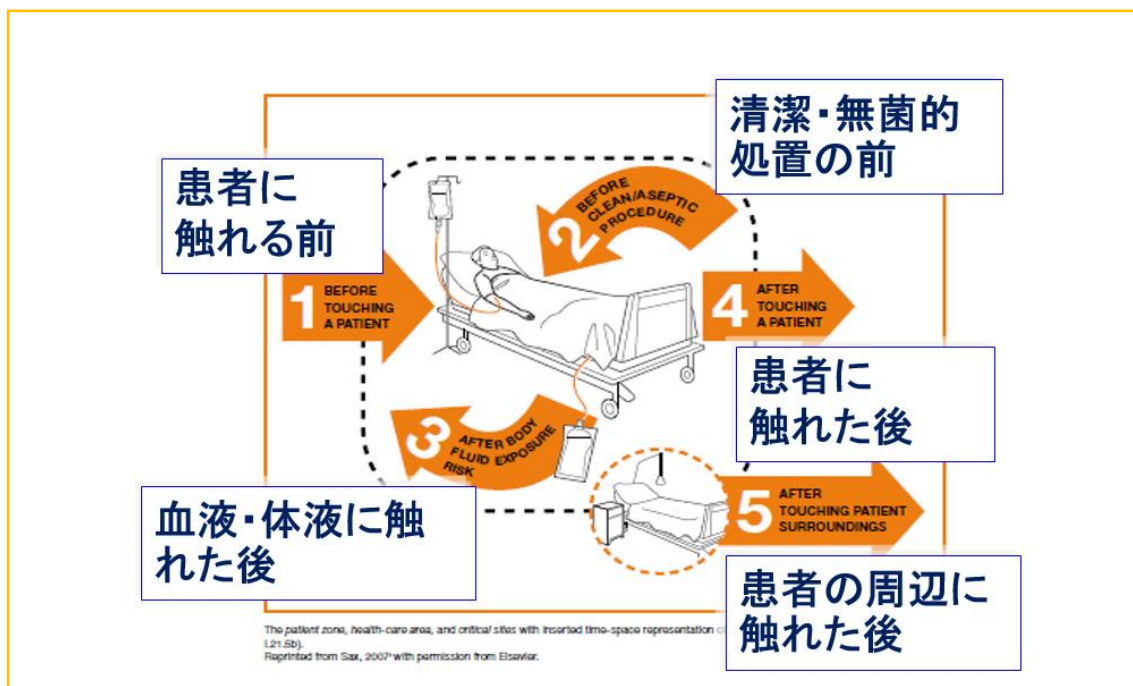 清潔・無菌的
処置の前
患者に
触れる前
2 BEFORE
CLEAN/ASEPTIC
PROCEDURE
1 BEFORE
TOUCHING
A PATIENT
4 AFTER
TOUCHING
A PATIENT
患者に
触れた後
3 AFTER BODY
FLUID EXPOSURE
RISK
血液・体液に触
れた後
5 AFTER
TOUCHING PATIENT
SURROUNDINGS
患者の周辺に
触れた後
The patient zone, health-care area, and critical sites with inserted time-space representation
I.21.5b).
Reprinted from Sax, 2007 with permission from Elsevier.